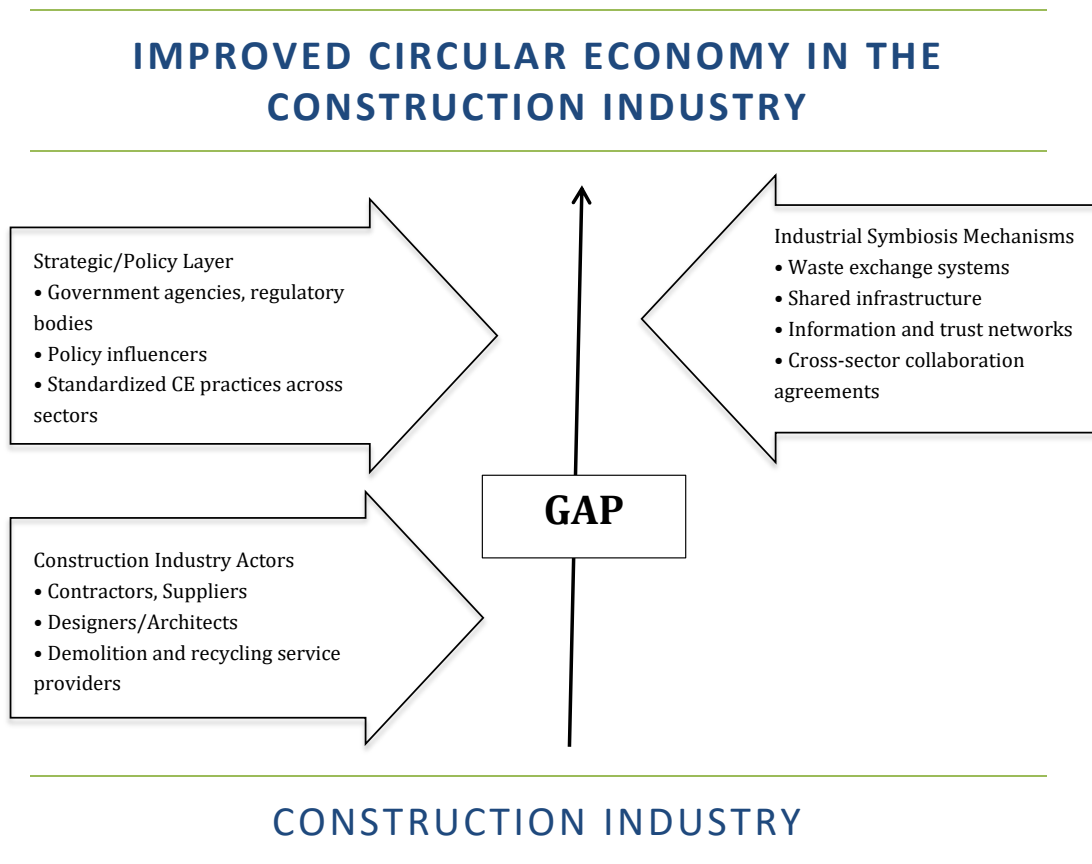 IMPROVED CIRCULAR ECONOMY IN THE
CONSTRUCTION INDUSTRY
Strategic/Policy Layer
• Government agencies, regulatory
bodies
• Policy influencers
• Standardized CE practices across
sectors
Industrial Symbiosis Mechanisms
• Waste exchange systems
• Shared infrastructure
• Information and trust networks
• Cross-sector collaboration
agreements
GAP
Construction Industry Actors
• Contractors, Suppliers
• Designers/Architects
• Demolition and recycling service
providers
CONSTRUCTION INDUSTRY